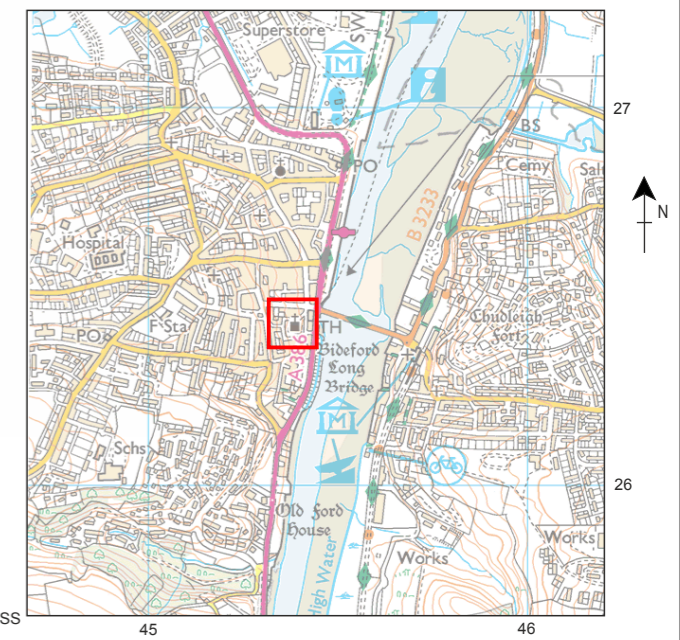 Superstore
SW
M
i
27
BS
PO
Cemy
Salt
N
B 3233
Hospital
Chudleigh
Fort
F Sta
PO
TH
A 386
Bideford
Long
Bridge
M
Schs
26
Old Ford
House
Works
Works
High Water
SS
45
46